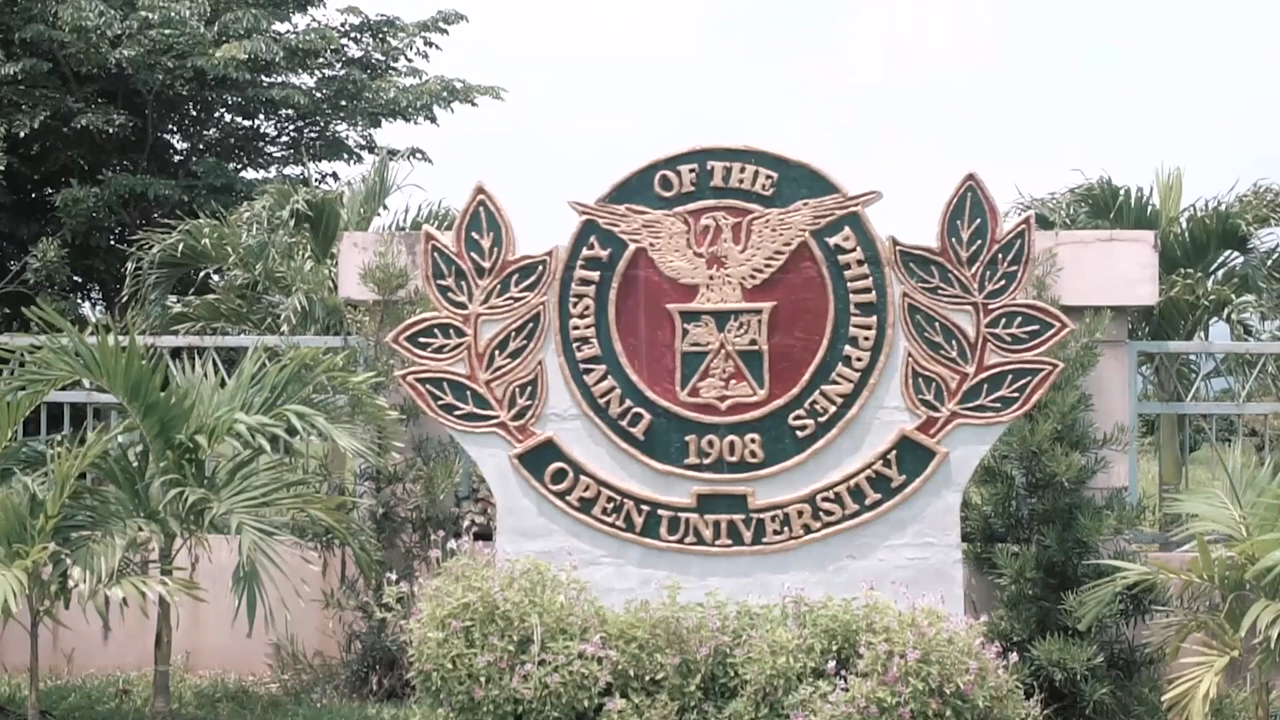 UNIVERSITY
OF THE
PHILIPPINES
1908
OPEN UNIVERSITY